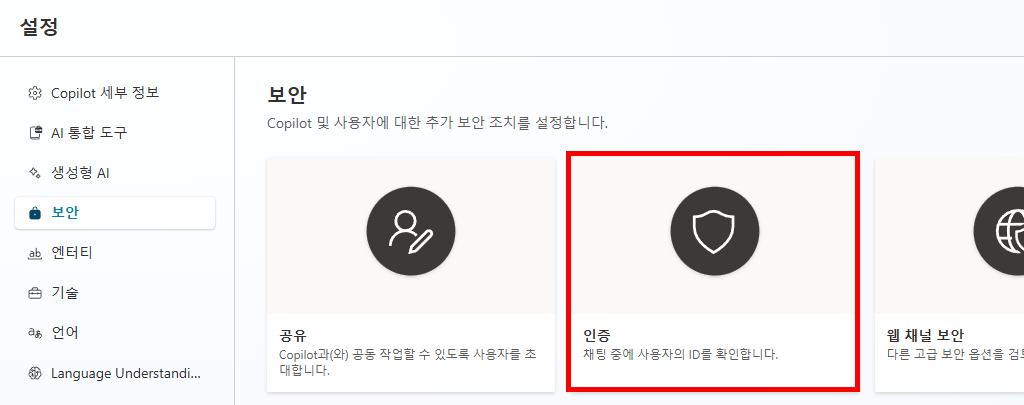 설정
Copilot 세부 정보
AI 통합 도구
생성형 AI
보안
엔터티
기술
언어
Language Understandi...
보안
Copilot 및 사용자에 대한 추가 보안 조치를 설정합니다.
공유
Copilot과(와) 공동 작업할 수 있도록 사용자를 초
대합니다.
인증
채팅 중에 사용자의 ID를 확인합니다.
웹 채널 보안
다른 고급 보안 옵션을